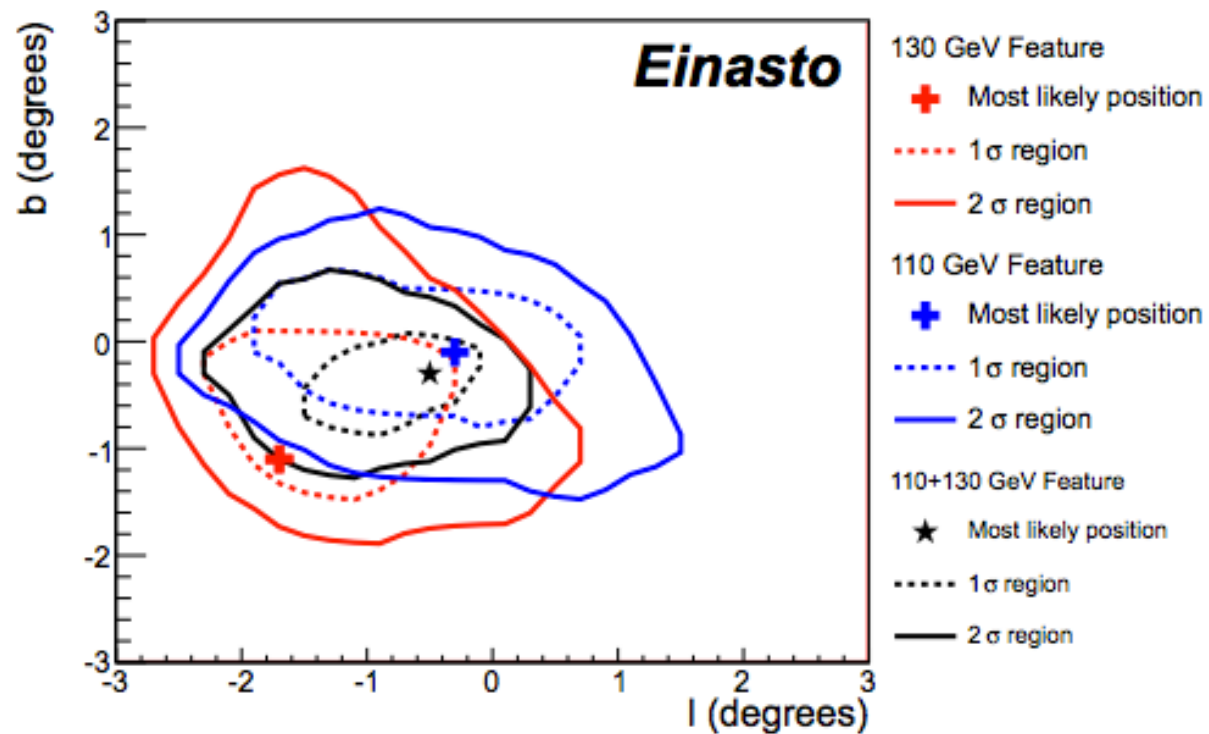 Einasto
b (degrees)
3
2
1
0
-1
-2
-3
-3
-2
-1
0
1
2
3
l (degrees)
130 GeV Feature
Most likely position
1σ region
2 σ region
110 GeV Feature
Most likely position
1σ region
2 σ region
110+130 GeV Feature
Most likely position
1σ region
2 σ region